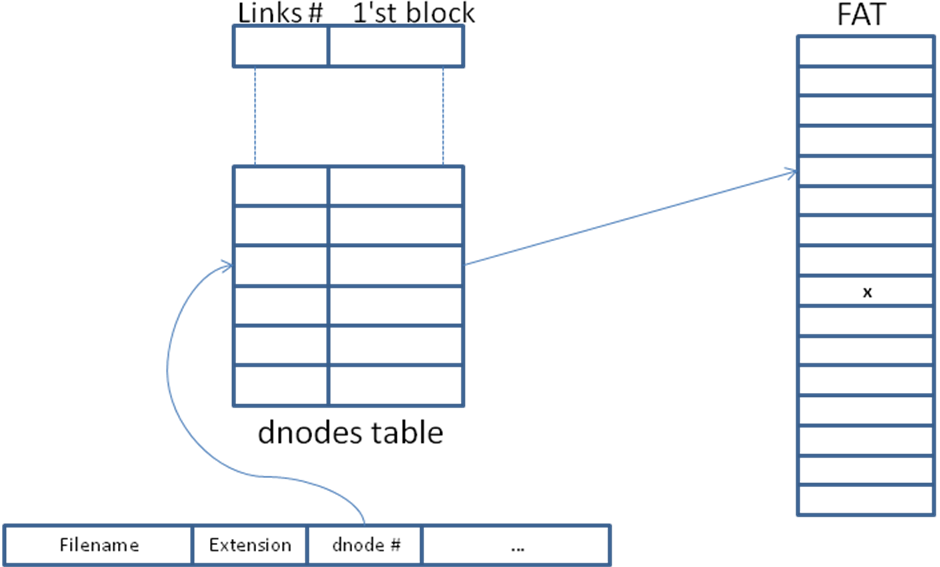 Links # 1'st block
FAT
x
dnodes table
Filename Extension dnode # ...